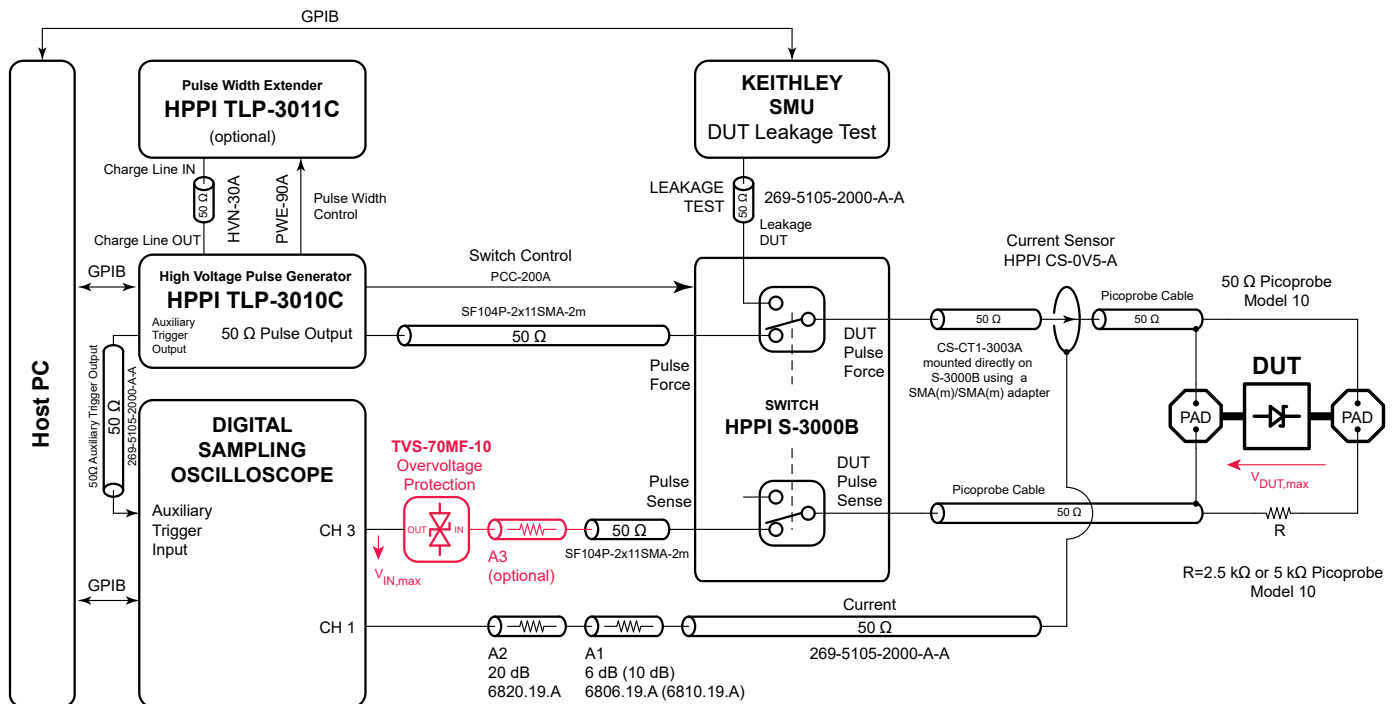 GPIB
Host PC
Pulse Width Extender
HPPI TLP-3011C
(optional)
KEITHLEY
SMU
DUT Leakage Test
Charge Line IN
50 Ω
HVN-30A
PWE-90A
Pulse Width
Control
Charge Line OUT
LEAKAGE
TEST
50 Ω
269-5105-2000-A-A
Leakage
DUT
GPIB
High Voltage Pulse Generator
HPPI TLP-3010C
Auxiliary
Trigger
Output
50 Ω Pulse Output
Switch Control
PCC-200A
SF104P-2x11SMA-2m
50 Ω
Pulse
Force
DUT
Pulse
Force
Current Sensor
HPPI CS-0V5-A
50 Ω
CS-CT1-3003A
mounted directly on
S-3000B using a
SMA(m)/SMA(m) adapter
Picoprobe Cable
50 Ω
50 Ω Picoprobe
Model 10
DUT
PAD
PAD
V_DUT,max
50Ω Auxiliary Trigger Output
50 Ω
269-5105-2000-A-A
DIGITAL
SAMPLING
OSCILLOSCOPE
Auxiliary
Trigger
Input
GPIB
CH 3
CH 1
V_IN,max
TVS-70MF-10
Overvoltage
Protection
OUT
IN
A3
(optional)
50 Ω
SF104P-2x11SMA-2m
Pulse
Sense
SWITCH
HPPI S-3000B
DUT
Pulse
Sense
Picoprobe Cable
50 Ω
R
R=2.5 kΩ or 5 kΩ Picoprobe
Model 10
A2
20 dB
6820.19.A
A1
6 dB (10 dB)
6806.19.A (6810.19.A)
Current
50 Ω
269-5105-2000-A-A